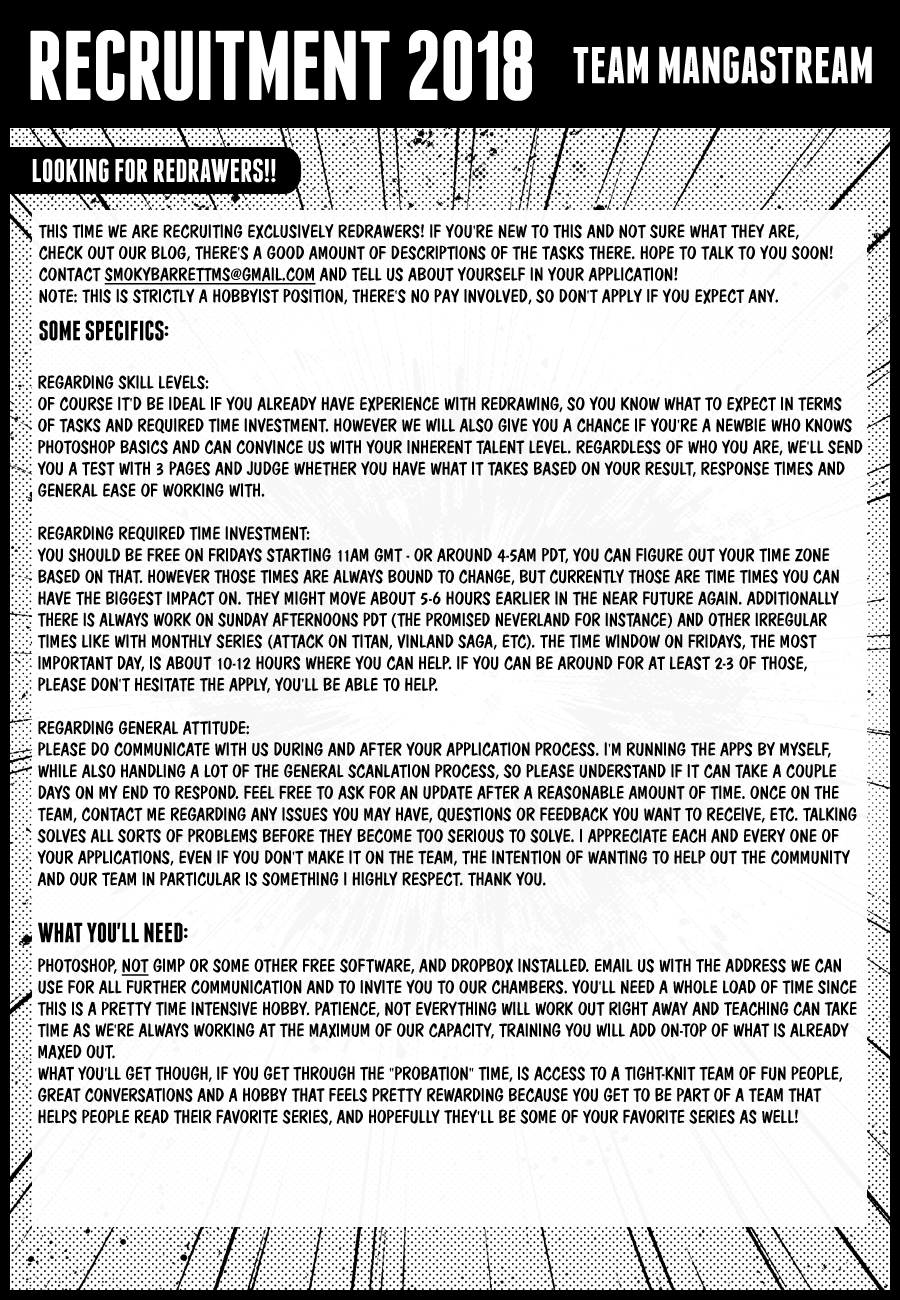 RECRUITMENT 2018 TEAM MANGASTREAM
LOOKING FOR REDRAWERS!!
THIS TIME WE ARE RECRUITING EXCLUSIVELY REDRAWERS! IF YOU'RE NEW TO THIS AND NOT SURE WHAT THEY ARE,
CHECK OUT OUR BLOG, THERE'S A GOOD AMOUNT OF DESCRIPTIONS OF THE TASKS THERE. HOPE TO TALK TO YOU SOON!
CONTACT SMOKYBARRETTMS@GMAIL.COM AND TELL US ABOUT YOURSELF IN YOUR APPLICATION!
NOTE: THIS IS STRICTLY A HOBBYIST POSITION, THERE'S NO PAY INVOLVED, SO DON'T APPLY IF YOU EXPECT ANY.
SOME SPECIFICS:
REGARDING SKILL LEVELS:
OF COURSE IT'D BE IDEAL IF YOU ALREADY HAVE EXPERIENCE WITH REDRAWING, SO YOU KNOW WHAT TO EXPECT IN TERMS
OF TASKS AND REQUIRED TIME INVESTMENT. HOWEVER WE WILL ALSO GIVE YOU A CHANCE IF YOU'RE A NEWBIE WHO KNOWS
PHOTOSHOP BASICS AND CAN CONVINCE US WITH YOUR INHERENT TALENT LEVEL. REGARDLESS OF WHO YOU ARE, WE'LL SEND
YOU A TEST WITH 3 PAGES AND JUDGE WHETHER YOU HAVE WHAT IT TAKES BASED ON YOUR RESULT, RESPONSE TIMES AND
GENERAL EASE OF WORKING WITH.
REGARDING REQUIRED TIME INVESTMENT:
YOU SHOULD BE FREE ON FRIDAYS STARTING 11AM GMT - OR AROUND 4-5AM PDT, YOU CAN FIGURE OUT YOUR TIME ZONE
BASED ON THAT. HOWEVER THOSE TIMES ARE ALWAYS BOUND TO CHANGE, BUT CURRENTLY THOSE ARE TIME TIMES YOU CAN
HAVE THE BIGGEST IMPACT ON. THEY MIGHT MOVE ABOUT 5-6 HOURS EARLIER IN THE NEAR FUTURE AGAIN. ADDITIONALLY
THERE IS ALWAYS WORK ON SUNDAY AFTERNOONS PDT (THE PROMISED NEVERLAND FOR INSTANCE) AND OTHER IRREGULAR
TIMES LIKE WITH MONTHLY SERIES (ATTACK ON TITAN, VINLAND SAGA, ETC). THE TIME WINDOW ON FRIDAYS, THE MOST
IMPORTANT DAY, IS ABOUT 10-12 HOURS WHERE YOU CAN HELP. IF YOU CAN BE AROUND FOR AT LEAST 2-3 OF THOSE,
PLEASE DON'T HESITATE THE APPLY, YOU'LL BE ABLE TO HELP.
REGARDING GENERAL ATTITUDE:
PLEASE DO COMMUNICATE WITH US DURING AND AFTER YOUR APPLICATION PROCESS. I'M RUNNING THE APPS BY MYSELF,
WHILE ALSO HANDLING A LOT OF THE GENERAL SCANLATION PROCESS, SO PLEASE UNDERSTAND IF IT CAN TAKE A COUPLE
DAYS ON MY END TO RESPOND. FEEL FREE TO ASK FOR AN UPDATE AFTER A REASONABLE AMOUNT OF TIME. ONCE ON THE
TEAM, CONTACT ME REGARDING ANY ISSUES YOU MAY HAVE, QUESTIONS OR FEEDBACK YOU WANT TO RECEIVE, ETC. TALKING
SOLVES ALL SORTS OF PROBLEMS BEFORE THEY BECOME TOO SERIOUS TO SOLVE. I APPRECIATE EACH AND EVERY ONE OF
YOUR APPLICATIONS, EVEN IF YOU DON'T MAKE IT ON THE TEAM, THE INTENTION OF WANTING TO HELP OUT THE COMMUNITY
AND OUR TEAM IN PARTICULAR IS SOMETHING I HIGHLY RESPECT. THANK YOU.
WHAT YOU'LL NEED:
PHOTOSHOP, NOT GIMP OR SOME OTHER FREE SOFTWARE, AND DROPBOX INSTALLED. EMAIL US WITH THE ADDRESS WE CAN
USE FOR ALL FURTHER COMMUNICATION AND TO INVITE YOU TO OUR CHAMBERS. YOU'LL NEED A WHOLE LOAD OF TIME SINCE
THIS IS A PRETTY TIME INTENSIVE HOBBY. PATIENCE, NOT EVERYTHING WILL WORK OUT RIGHT AWAY AND TEACHING CAN TAKE
TIME AS WE'RE ALWAYS WORKING AT THE MAXIMUM OF OUR CAPACITY, TRAINING YOU WILL ADD ON-TOP OF WHAT IS ALREADY
MAXED OUT.
WHAT YOU'LL GET THOUGH, IF YOU GET THROUGH THE "PROBATION" TIME, IS ACCESS TO A TIGHT-KNIT TEAM OF FUN PEOPLE,
GREAT CONVERSATIONS AND A HOBBY THAT FEELS PRETTY REWARDING BECAUSE YOU GET TO BE PART OF A TEAM THAT
HELPS PEOPLE READ THEIR FAVORITE SERIES, AND HOPEFULLY THEY'LL BE SOME OF YOUR FAVORITE SERIES AS WELL!